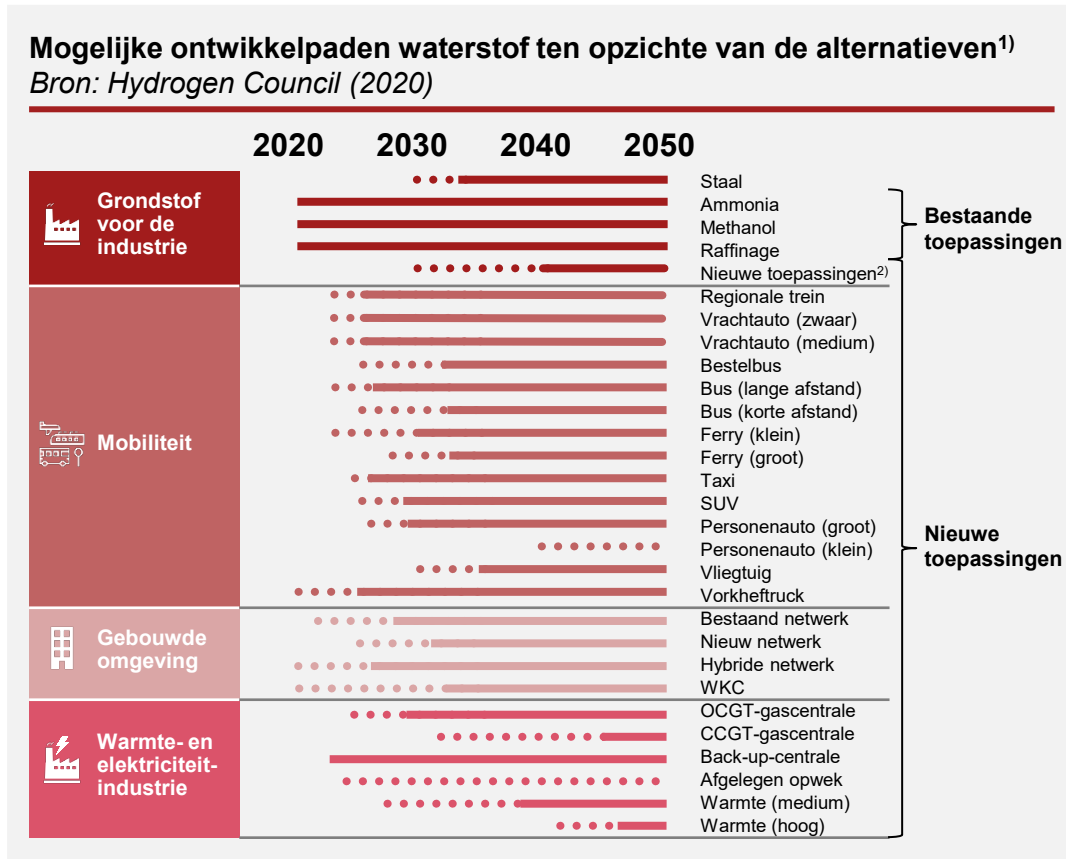 Mogelijke ontwikkelpaden waterstof ten opzichte van de alternatieven1)
Bron: Hydrogen Council (2020)
2020 2030 2040 2050
Grondstof
voor de
industrie
Staal
Ammonia
Methanol
Raffinage
Nieuwe toepassingen2)
Bestaande
toepassingen
Mobiliteit
Regionale trein
Vrachtauto (zwaar)
Vrachtauto (medium)
Bestelbus
Bus (lange afstand)
Bus (korte afstand)
Ferry (klein)
Ferry (groot)
Taxi
SUV
Personenauto (groot)
Personenauto (klein)
Vliegtuig
Vorkheftruck
Nieuwe
toepassingen
Gebouwde
omgeving
Bestaand netwerk
Nieuw netwerk
Hybride netwerk
WKC
Warmte- en
elektriciteit-
industrie
OCGT-gascentrale
CCGT-gascentrale
Back-up-centrale
Afgelegen opwek
Warmte (medium)
Warmte (hoog)